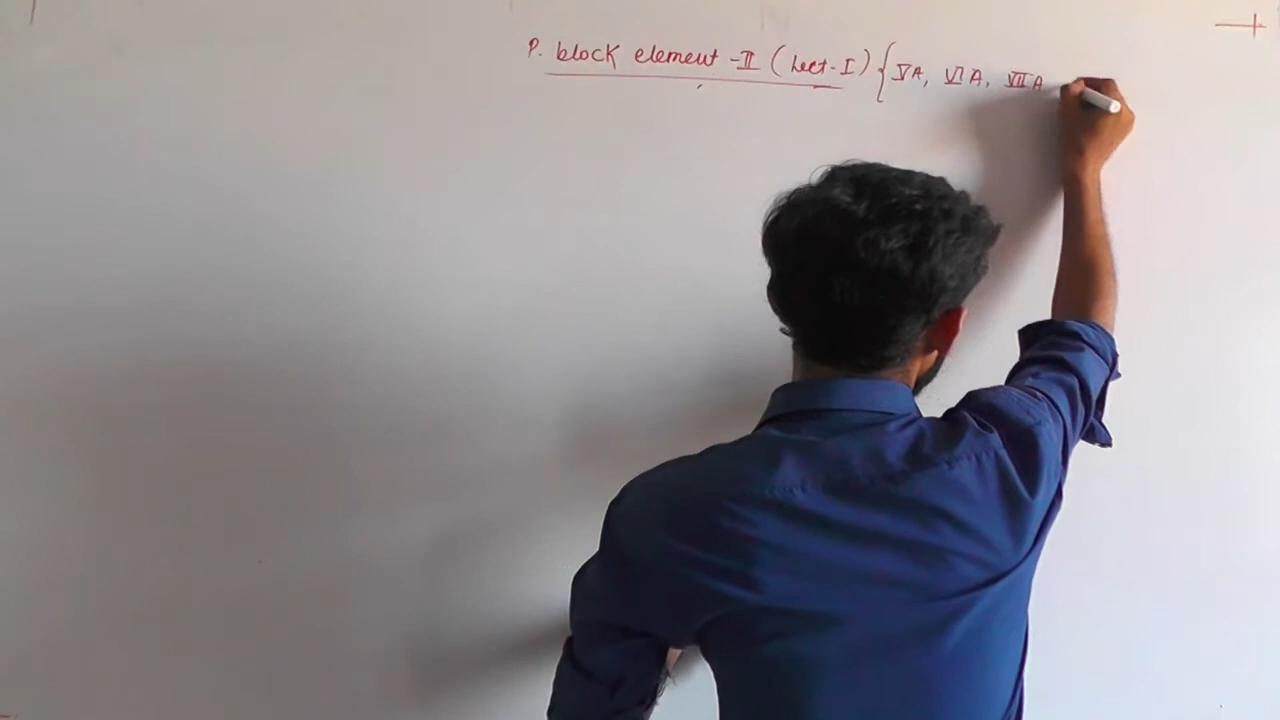 P. block element -II (Lect-I) { VA, VIA, VIIA